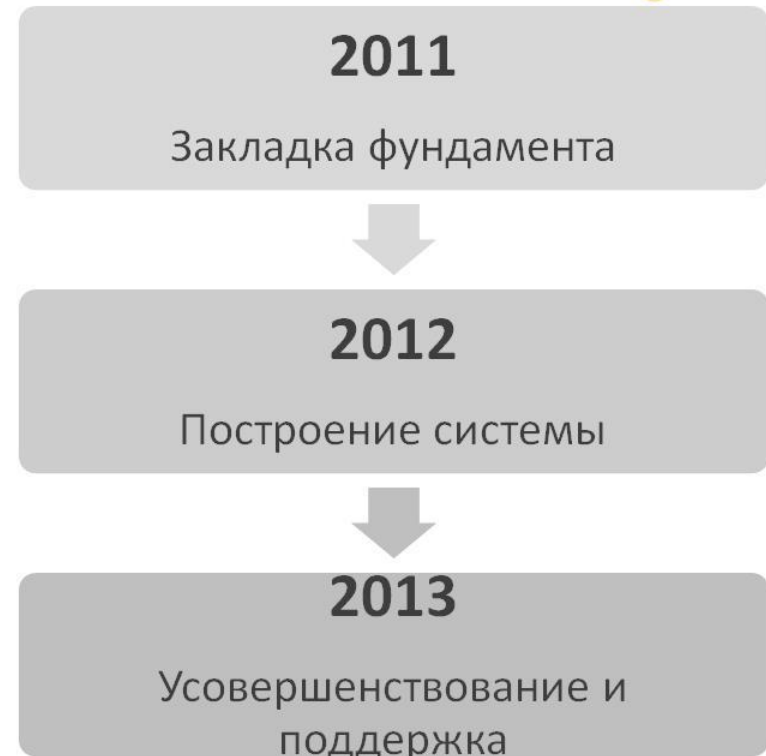 2011
Закладка фундамента
2012
Построение системы
2013
Усовершенствование и
поддержка